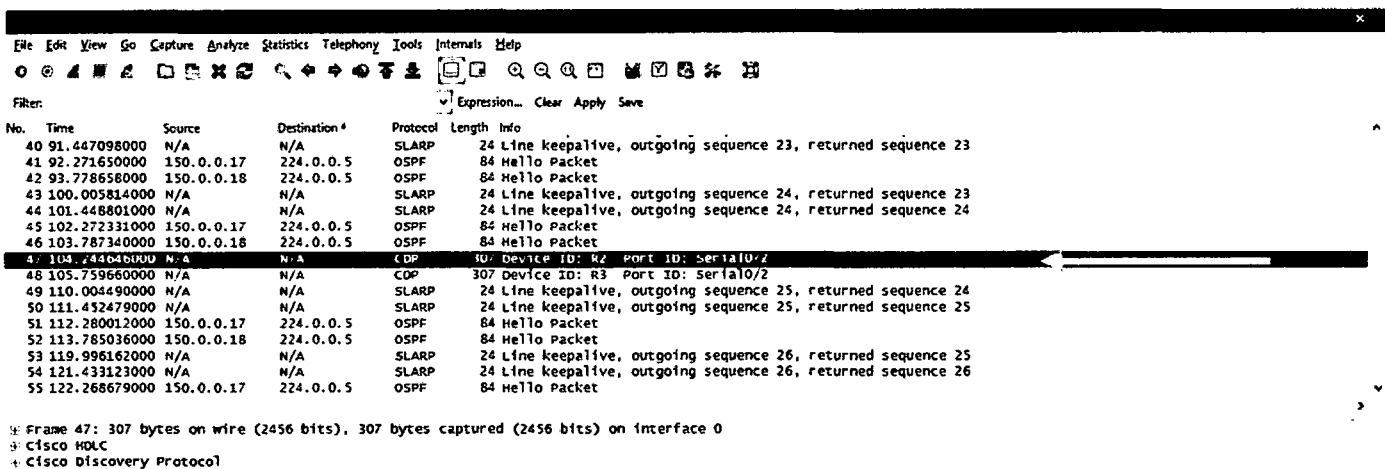 ×
File Edit View Go Capture Analyze Statistics Telephony Tools Internals Help
Filter: Expression... Clear Apply Save
No. Time Source Destination Protocol Length Info
40 91.447098000 N/A N/A SLARP 24 Line keepalive, outgoing sequence 23, returned sequence 23
41 92.271650000 150.0.0.17 224.0.0.5 OSPF 84 Hello Packet
42 93.778658000 150.0.0.18 224.0.0.5 OSPF 84 Hello Packet
43 100.005814000 N/A N/A SLARP 24 Line keepalive, outgoing sequence 24, returned sequence 23
44 101.448801000 N/A N/A SLARP 24 Line keepalive, outgoing sequence 24, returned sequence 24
45 102.272331000 150.0.0.17 224.0.0.5 OSPF 84 Hello Packet
46 103.787340000 150.0.0.18 224.0.0.5 OSPF 84 Hello Packet
47 104.244646000 N/A N/A CDP 307 Device ID: R2 Port ID: Serial0/2
48 105.759660000 N/A N/A CDP 307 Device ID: R3 Port ID: Serial0/2
49 110.004490000 N/A N/A SLARP 24 Line keepalive, outgoing sequence 25, returned sequence 24
50 111.452479000 N/A N/A SLARP 24 Line keepalive, outgoing sequence 25, returned sequence 25
51 112.280012000 150.0.0.17 224.0.0.5 OSPF 84 Hello Packet
52 113.785036000 150.0.0.18 224.0.0.5 OSPF 84 Hello Packet
53 119.996162000 N/A N/A SLARP 24 Line keepalive, outgoing sequence 26, returned sequence 25
54 121.433123000 N/A N/A SLARP 24 Line keepalive, outgoing sequence 26, returned sequence 26
55 122.268679000 150.0.0.17 224.0.0.5 OSPF 84 Hello Packet
Frame 47: 307 bytes on wire (2456 bits), 307 bytes captured (2456 bits) on interface 0
Cisco HDLC
Cisco Discovery Protocol